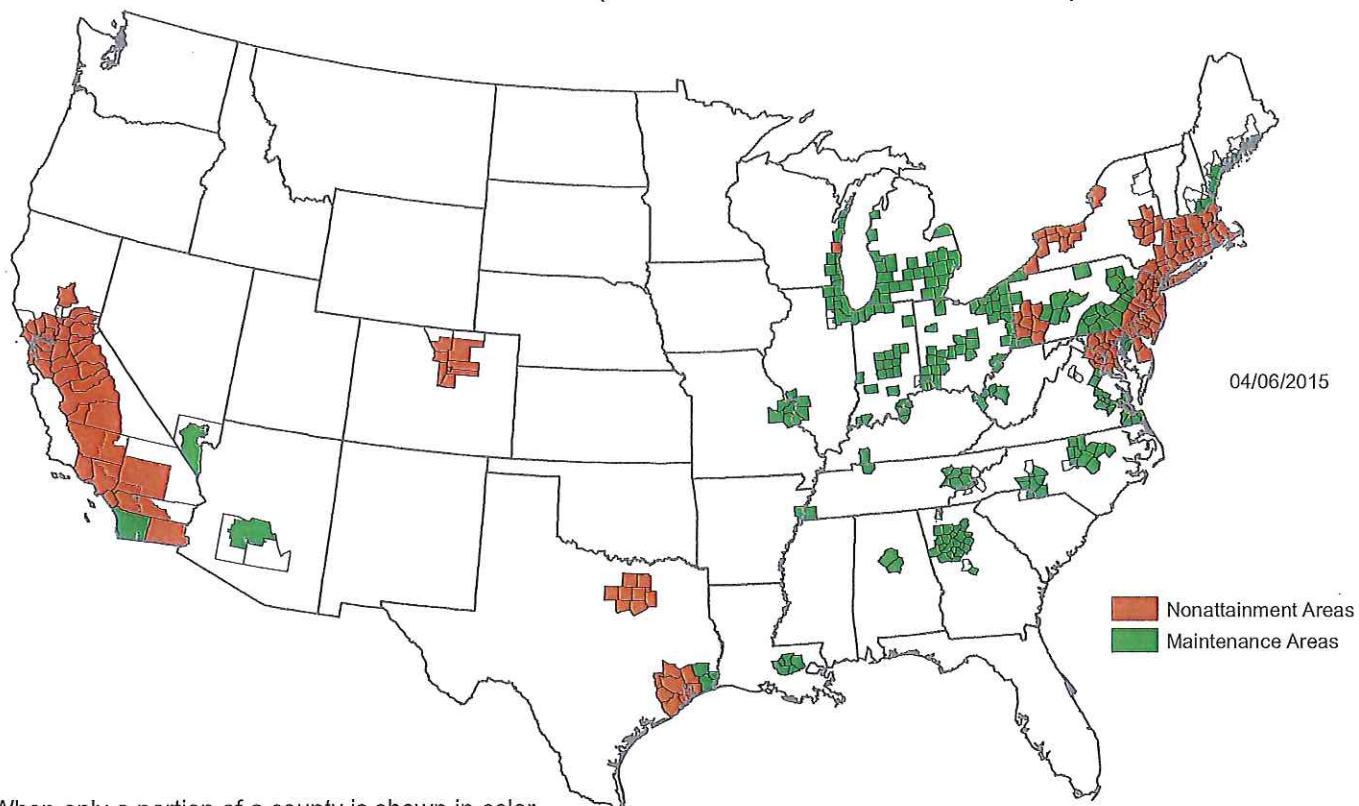 04/06/2015
Nonattainment Areas
Maintenance Areas
When only a portion of a county is shown in color,